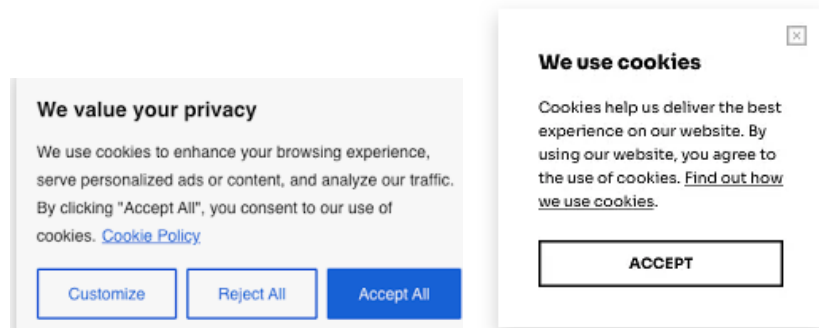 We value your privacy
We use cookies to enhance your browsing experience,
serve personalized ads or content, and analyze our traffic.
By clicking "Accept All", you consent to our use of
cookies. Cookie Policy
Customize
Reject All
Accept All
We use cookies
Cookies help us deliver the best
experience on our website. By
using our website, you agree to
the use of cookies. Find out how
we use cookies.
ACCEPT